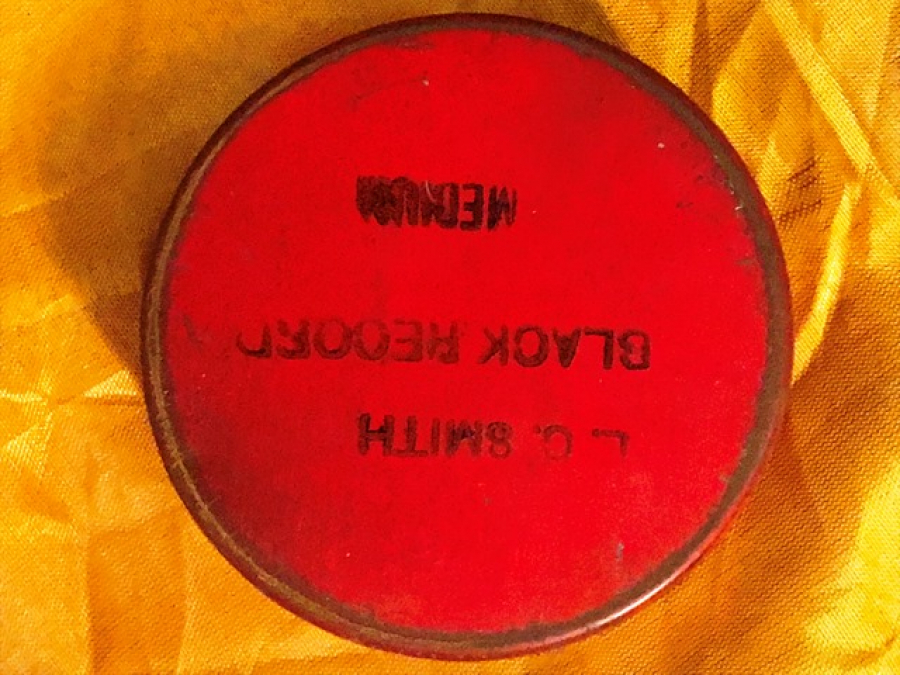 L. C. SMITH
BLACK RECORD
MEDIUM